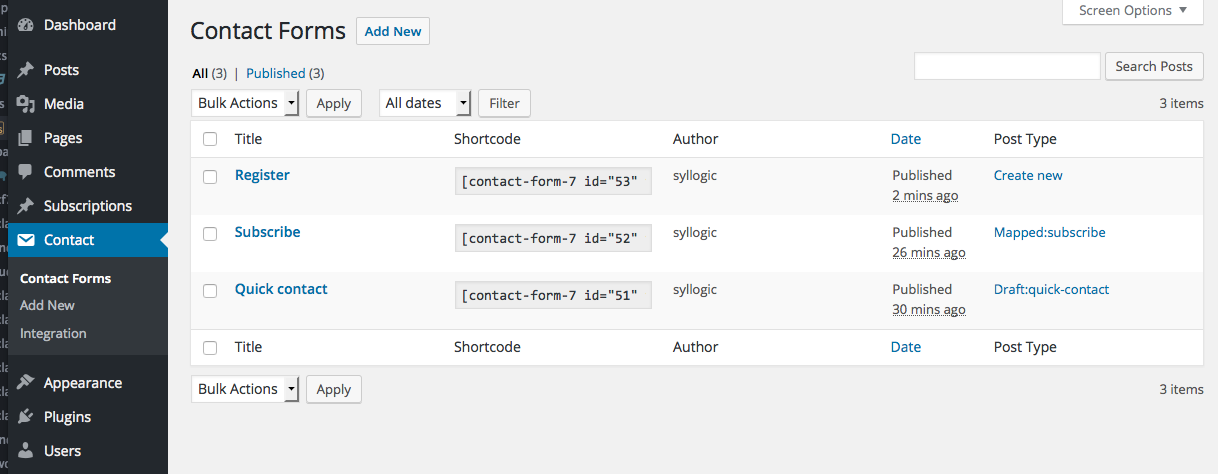 Dashboard
Posts
Media
Pages
Comments
Subscriptions
Contact
Contact Forms
Add New
Integration
Appearance
Plugins
Users
Screen Options
Contact Forms Add New
All (3) | Published (3)
Search Posts
Bulk Actions Apply All dates Filter 3 items
Title Shortcode Author Date Post Type
Register [contact-form-7 id="53" syllogic Published Create new
2 mins ago
Subscribe [contact-form-7 id="52" syllogic Published Mapped:subscribe
26 mins ago
Quick contact [contact-form-7 id="51" syllogic Published Draft:quick-contact
30 mins ago
Title Shortcode Author Date Post Type
Bulk Actions Apply 3 items